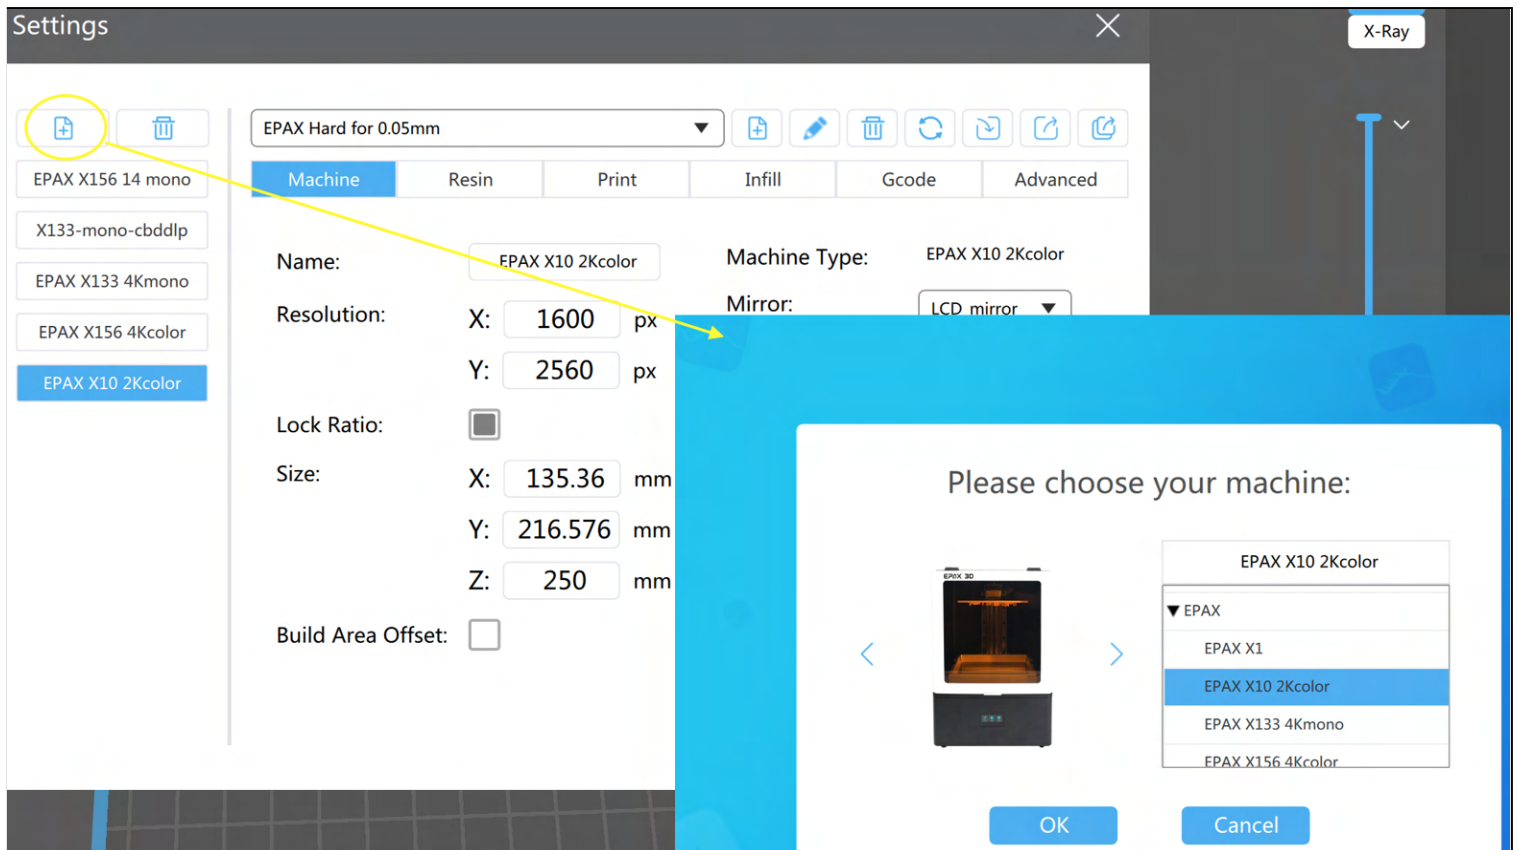 Settings
X-Ray
EPAX Hard for 0.05mm
EPAX X156 14 mono
X133-mono-cbddlp
EPAX X133 4Kmono
EPAX X156 4Kcolor
EPAX X10 2Kcolor
Machine Resin Print Infill Gcode Advanced
Name: EPAX X10 2Kcolor
Resolution: X: 1600 px
Y: 2560 px
Lock Ratio:
Size: X: 135.36 mm
Y: 216.576 mm
Z: 250 mm
Build Area Offset:
Machine Type: EPAX X10 2Kcolor
Mirror: LCD_mirror
Please choose your machine:
EPAX 3D
EPAX X10 2Kcolor
EPAX
EPAX X1
EPAX X10 2Kcolor
EPAX X133 4Kmono
EPAX X156 4Kcolor
OK Cancel